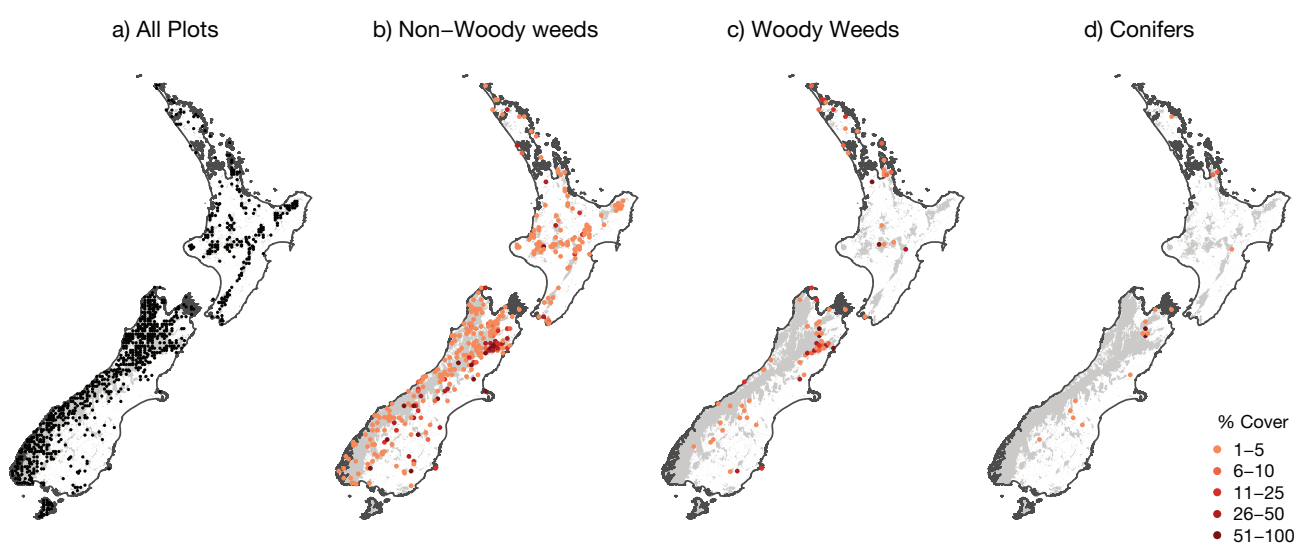 a) All Plots
b) Non−Woody weeds
c) Woody Weeds
d) Conifers
% Cover
1−5
6−10
11−25
26−50
51−100